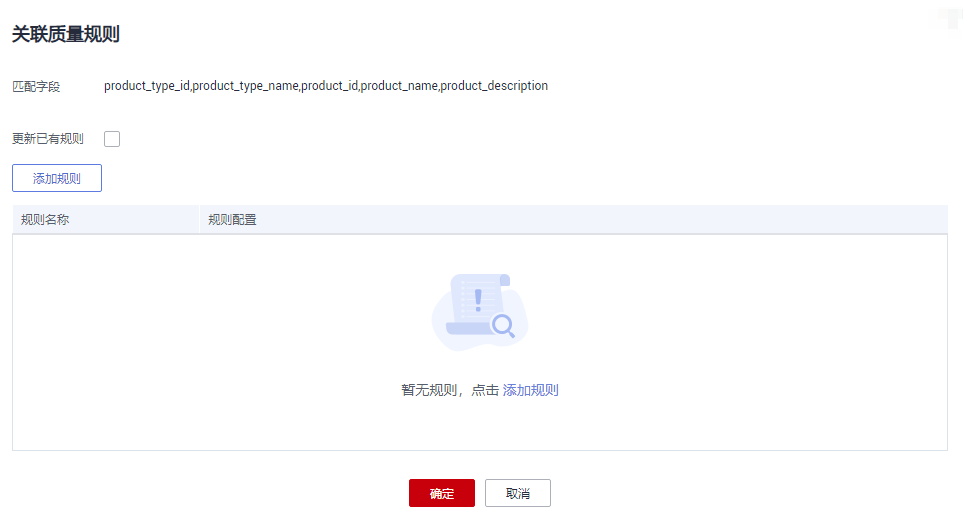 关联质量规则
匹配字段 product_type_id,product_type_name,product_id,product_name,product_description
更新已有规则
添加规则
规则名称 规则配置
暂无规则，点击 添加规则
确定 取消